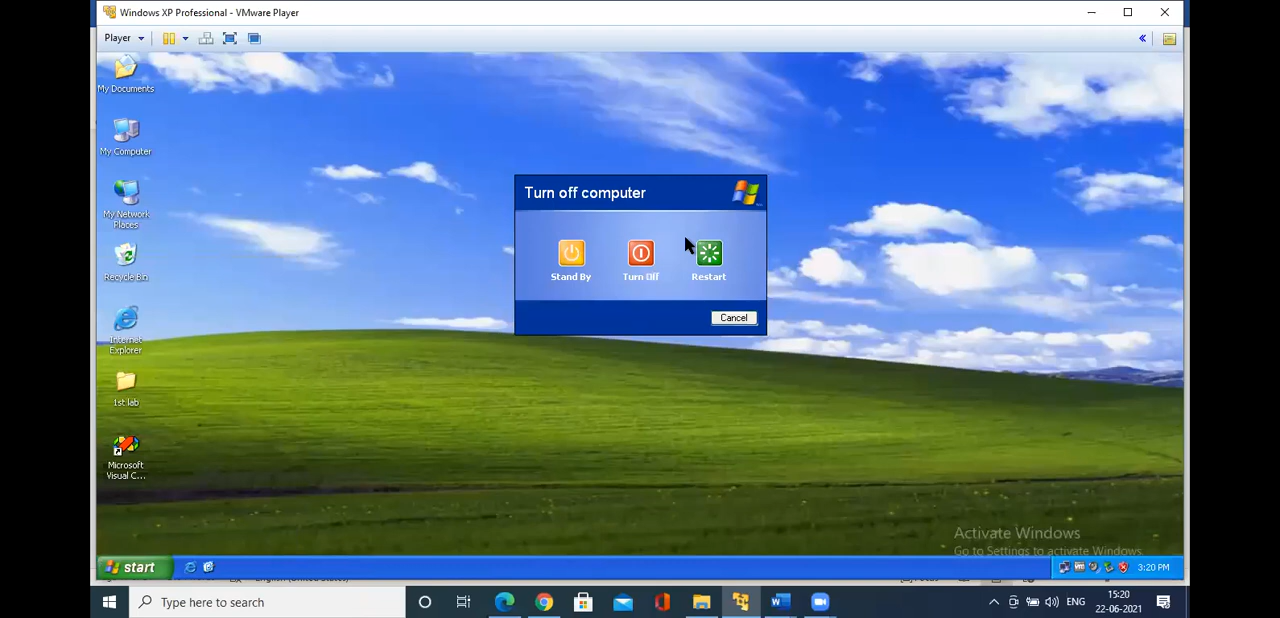 Windows XP Professional - VMware Player
Player
My Documents
My Computer
My Network
Places
Recycle Bin
Internet
Explorer
1st lab
Microsoft
Visual C...
Turn off computer
Stand By
Turn Off
Restart
Cancel
Activate Windows
Go to Settings to activate Windows.
start
3:20 PM
English (United States)
Type here to search
ENG
15:20
22-06-2021